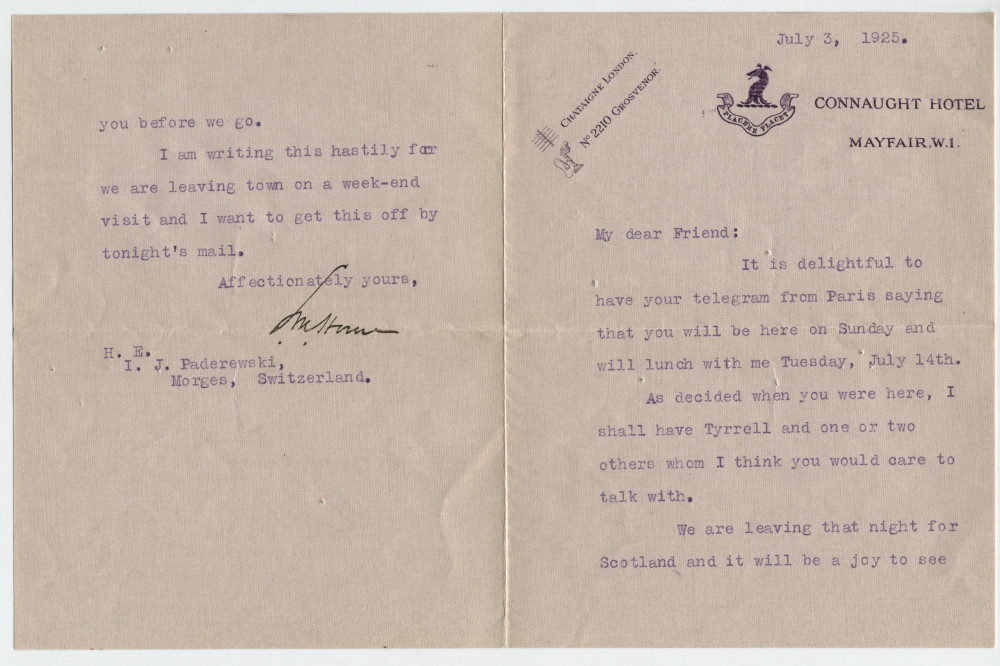 July 3, 1925.
CHATAIGNE LONDON.
No 2210 GROSVENOR.
PLACERE PLACET
CONNAUGHT HOTEL
MAYFAIR.W.1.
My dear Friend:
It is delightful to
have your telegram from Paris saying
that you will be here on Sunday and
will lunch with me Tuesday, July 14th.
As decided when you were here, I
shall have Tyrrell and one or two
others whom I think you would care to
talk with.
We are leaving that night for
Scotland and it will be a joy to see
you before we go.
I am writing this hastily for
we are leaving town on a week-end
visit and I want to get this off by
tonight's mail.
Affectionately yours,
H. E.
I. J. Paderewski,
Morges, Switzerland.